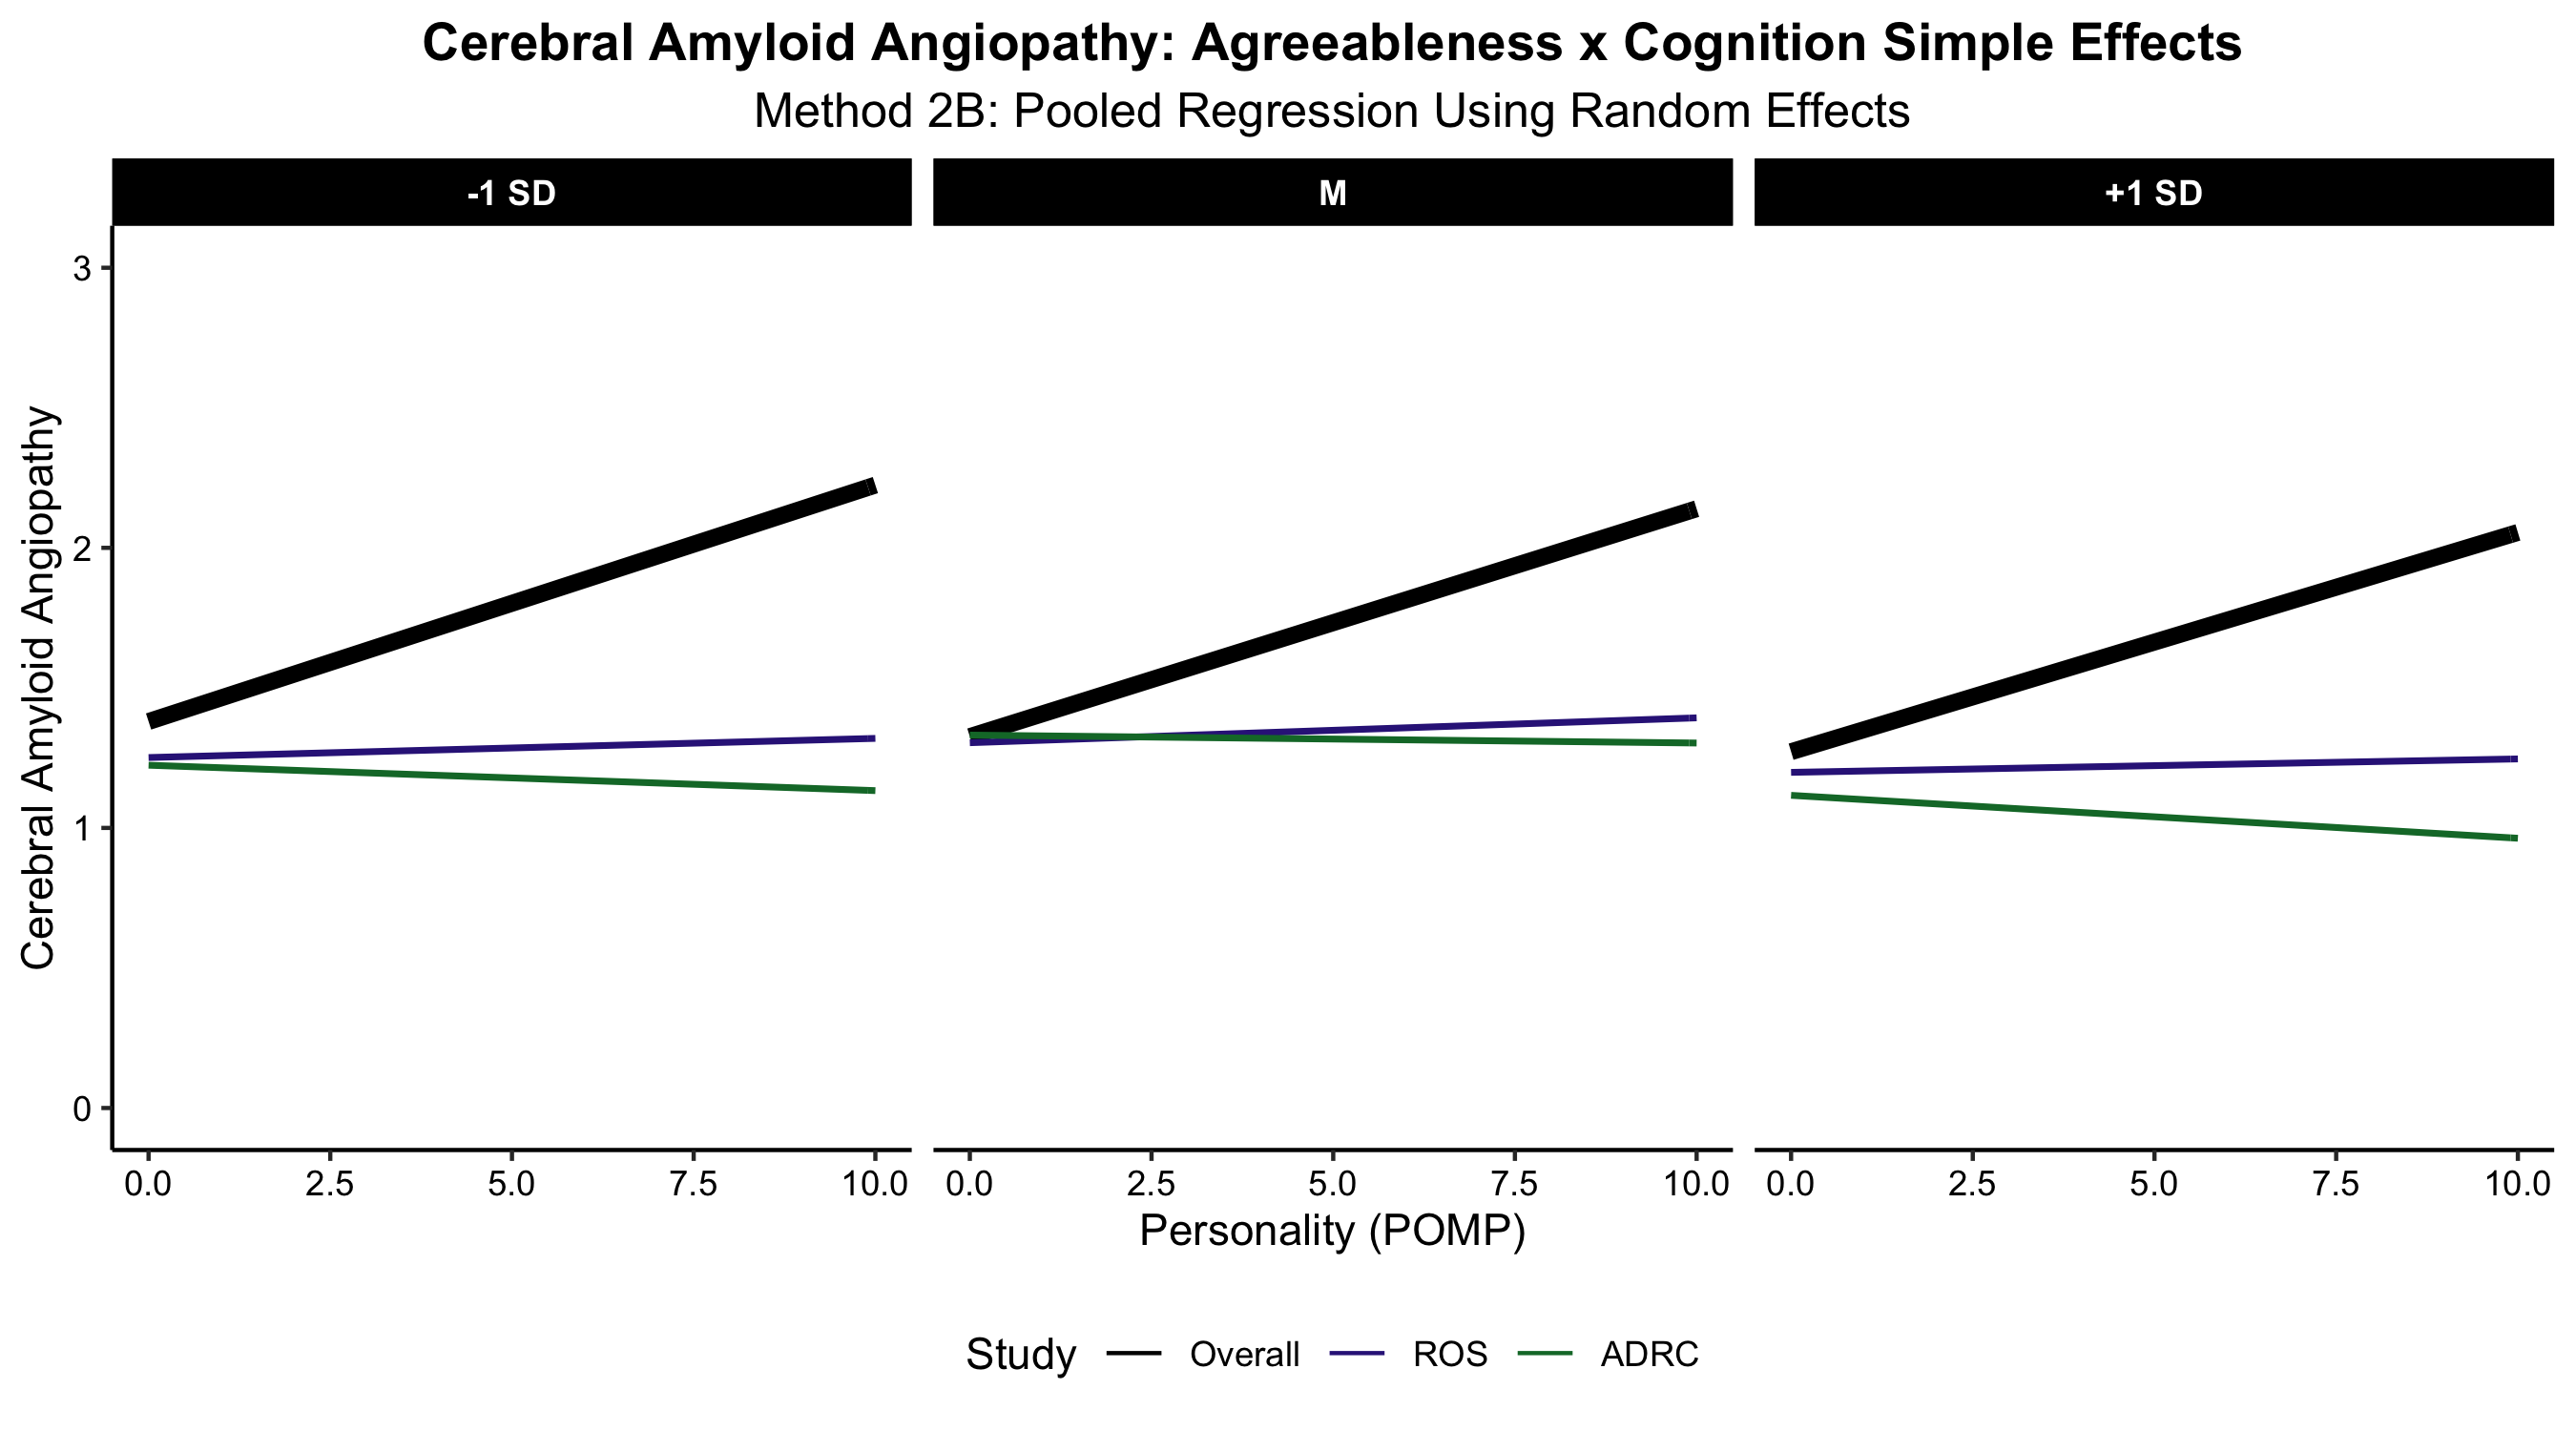 Cerebral Amyloid Angiopathy: Agreeableness x Cognition Simple Effects
Method 2B: Pooled Regression Using Random Effects
-1 SD
M
+1 SD
Cerebral Amyloid Angiopathy
3
2
1
0
0.0 2.5 5.0 7.5 10.0
0.0 2.5 5.0 7.5 10.0
0.0 2.5 5.0 7.5 10.0
Personality (POMP)
Study Overall ROS ADRC